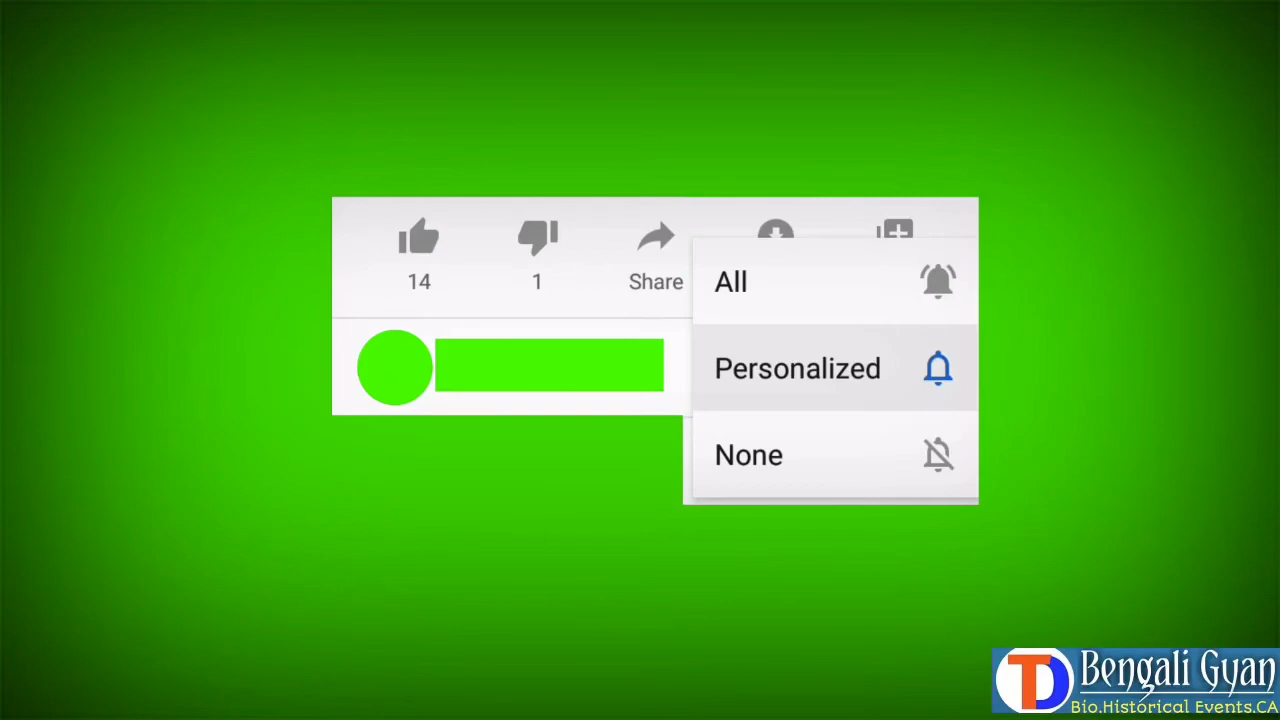 14
1
Share
All
Personalized
None
TD
Bengali Gyan
Bio.Historical Events.CA